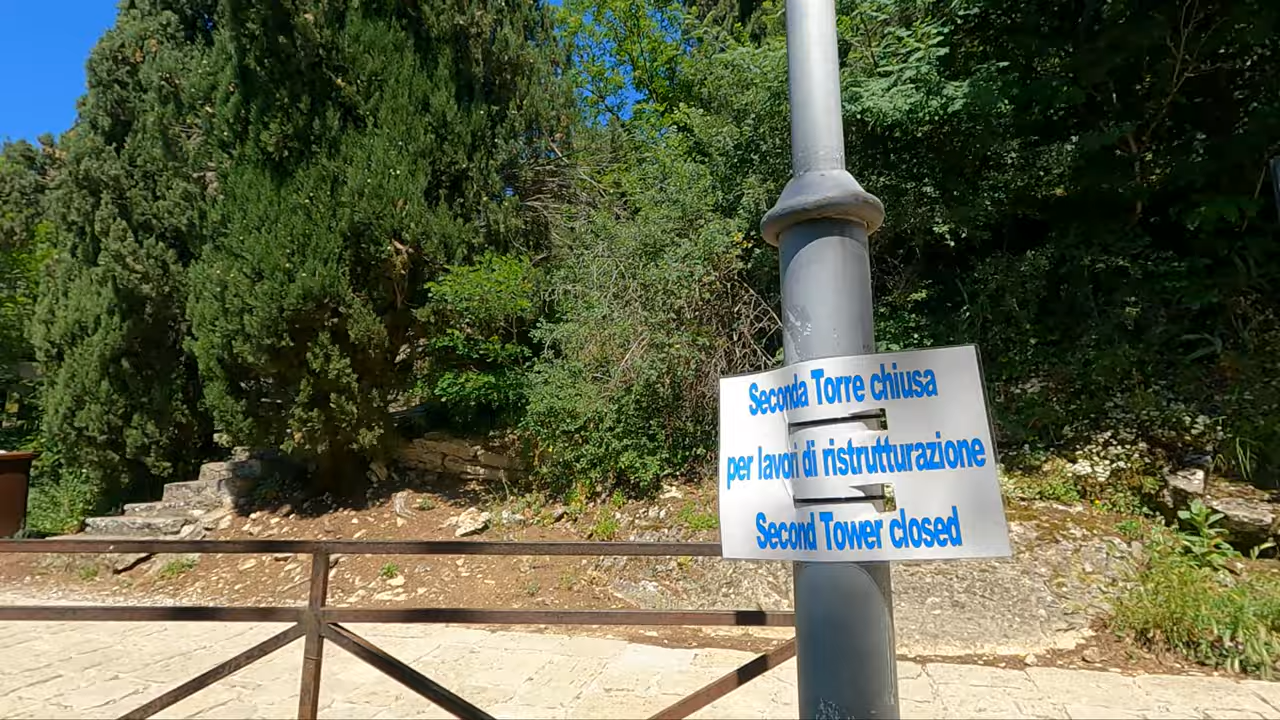 Seconda Torre chiusa
per lavori di ristrutturazione
Second Tower closed